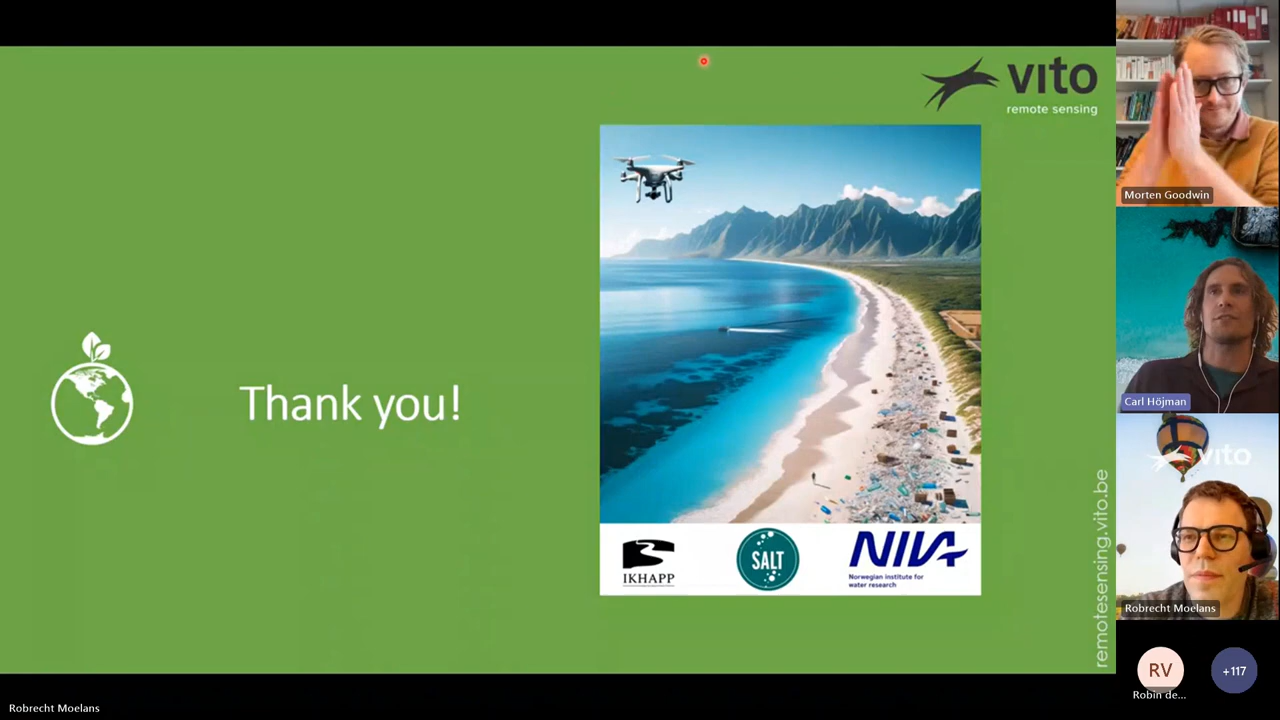 vito
remote sensing
Thank you!
IKHAPP
SALT
NIVA
Norwegian institute for
water research
remotesensing.vito.be
Robrecht Moelans
Morten Goodwin
Carl Höjman
vito
Robrecht Moelans
RV
Robin de...
+117